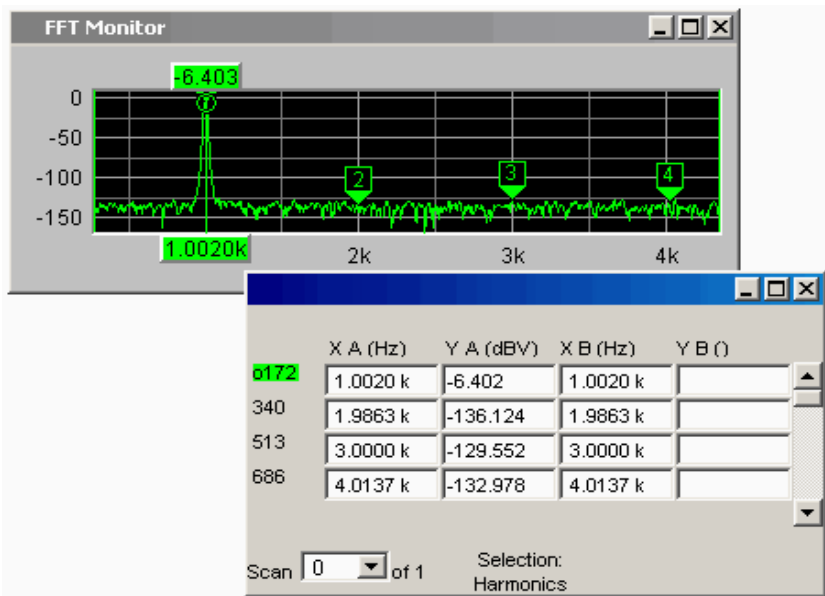 FFT Monitor
-6.403
0
-50
-100
-150
2 3 4
1.0020k 2k 3k 4k
X A (Hz) Y A (dBV) X B (Hz) Y B ()
o172 1.0020 k -6.402 1.0020 k
340 1.9863 k -136.124 1.9863 k
513 3.0000 k -129.552 3.0000 k
686 4.0137 k -132.978 4.0137 k
Scan 0 of 1 Selection:
Harmonics